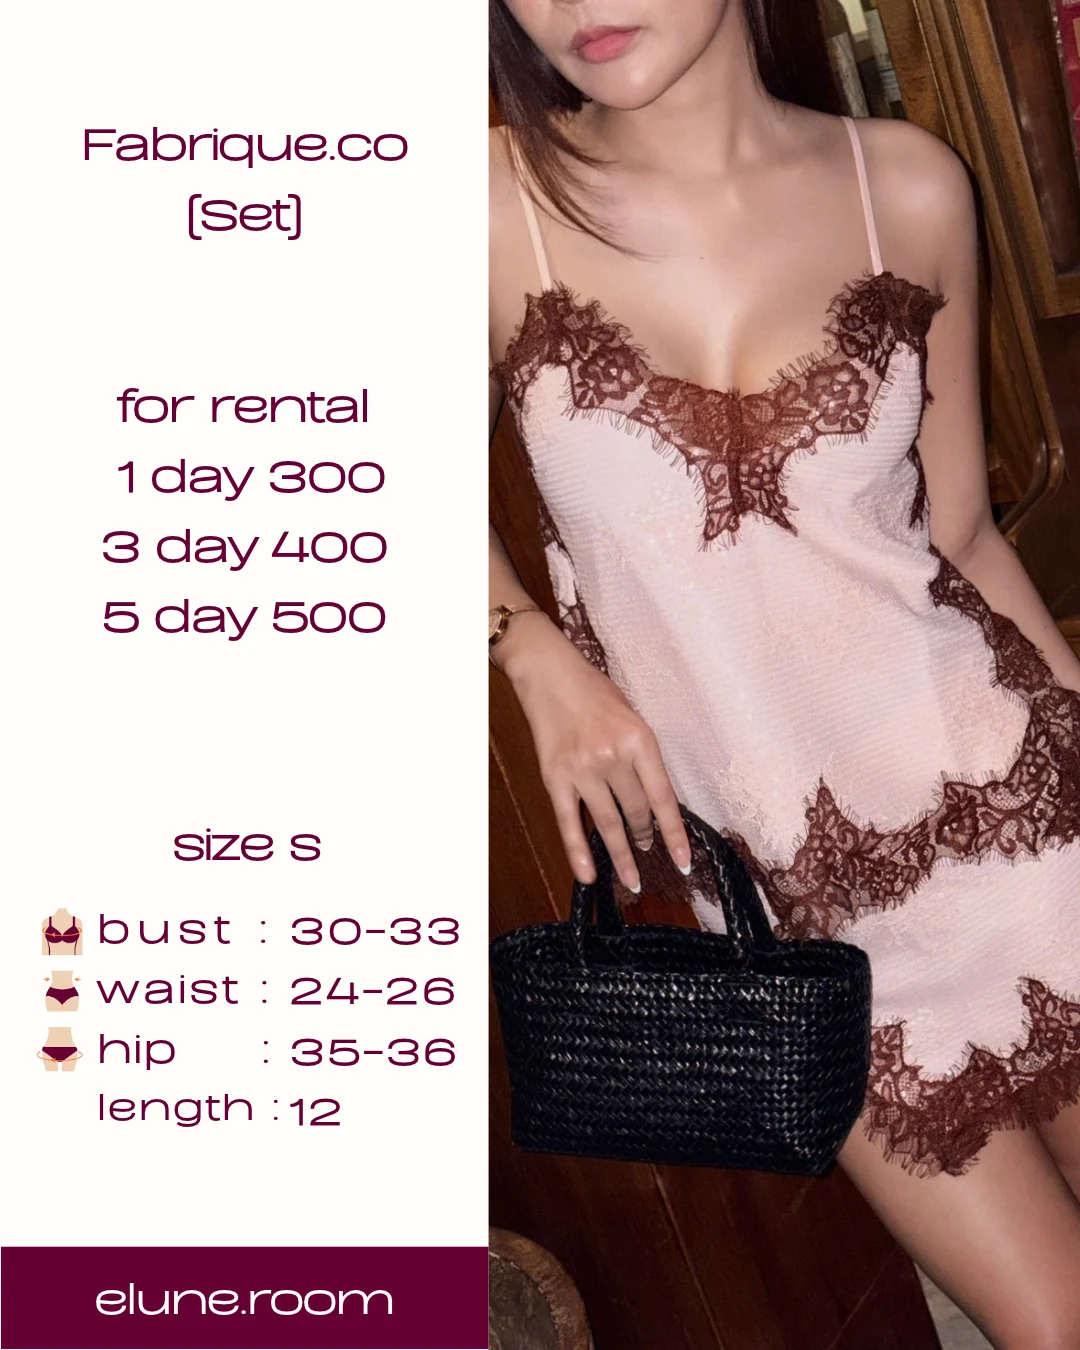 Fabrique.co
[Set]
for rental
1 day 300
3 day 400
5 day 500
size s
bust : 30-33
waist : 24-26
hip : 35-36
length : 12
elune.room